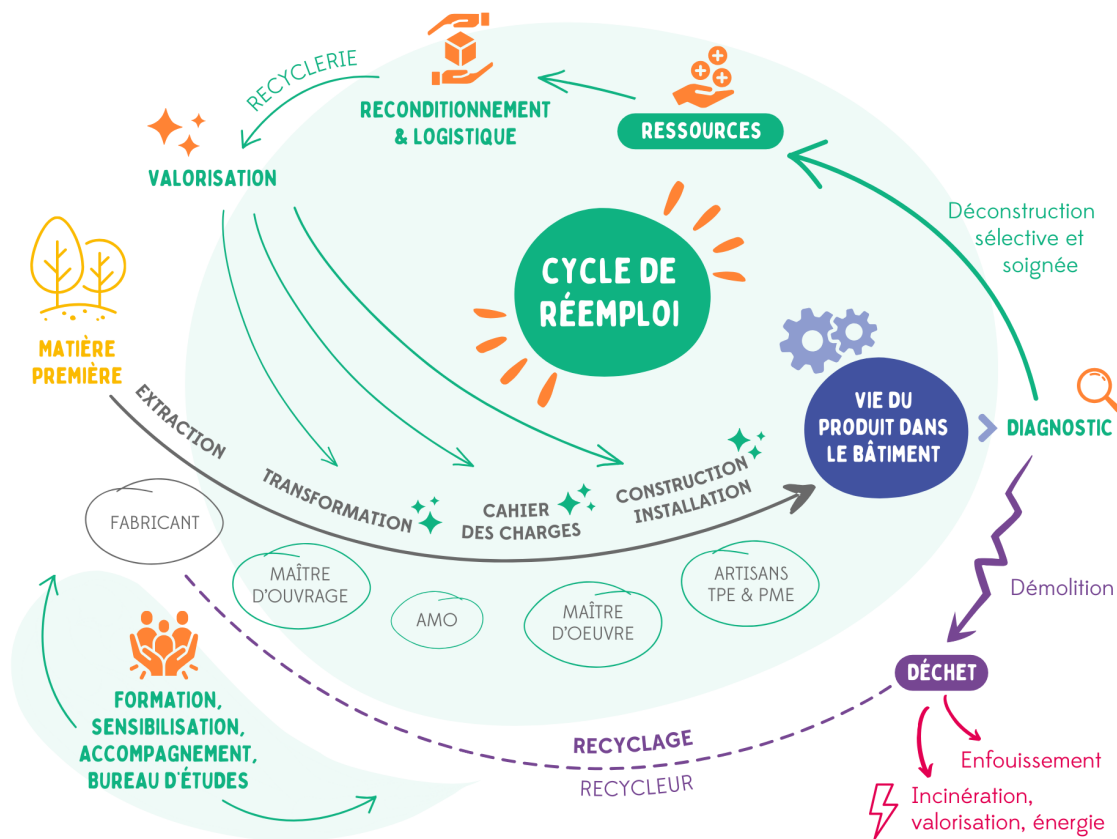 RECYCLERIE
RECONDITIONNEMENT
& LOGISTIQUE
RESSOURCES
VALORISATION
Déconstruction
sélective et
soignée
CYCLE DE
RÉEMPLOI
MATIÈRE
PREMIÈRE
VIE DU
PRODUIT DANS
LE BÂTIMENT
DIAGNOSTIC
EXTRACTION
TRANSFORMATION
CAHIER
DES CHARGES
CONSTRUCTION
INSTALLATION
FABRICANT
MAÎTRE
D'OUVRAGE
AMO
MAÎTRE
D'OEUVRE
ARTISANS
TPE & PME
Démolition
DÉCHET
FORMATION,
SENSIBILISATION,
ACCOMPAGNEMENT,
BUREAU D'ÉTUDES
RECYCLAGE
RECYCLEUR
Enfouissement
Incinération,
valorisation, énergie